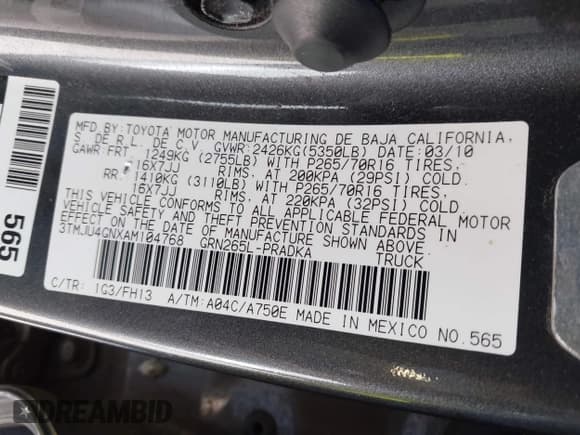 MFD BY:TOYOTA MOTOR MANUFACTURING DE BAJA CALIFORNIA,
S. DE R.L. DE C.V. GVWR:2426KG(5350LB) DATE:03/10
GAWR:FRT 1249KG (2755LB) WITH P265/70R16 TIRES,
16X7JJ RIMS, AT 200KPA (29PSI) COLD
RR 1410KG (3110LB) WITH P265/70R16 TIRES,
16X7JJ RIMS, AT 220KPA (32PSI) COLD
THIS VEHICLE CONFORMS TO ALL APPLICABLE FEDERAL MOTOR
VEHICLE SAFETY AND THEFT PREVENTION STANDARDS IN
EFFECT ON THE DATE OF MANUFACTURE SHOWN ABOVE.
3TMJU4GNXAM104768 GRN265L-PRADKA TRUCK
C/TR: 1G3/FH13 A/TM:A04C/A750E MADE IN MEXICO NO.565
565
DREAMBID